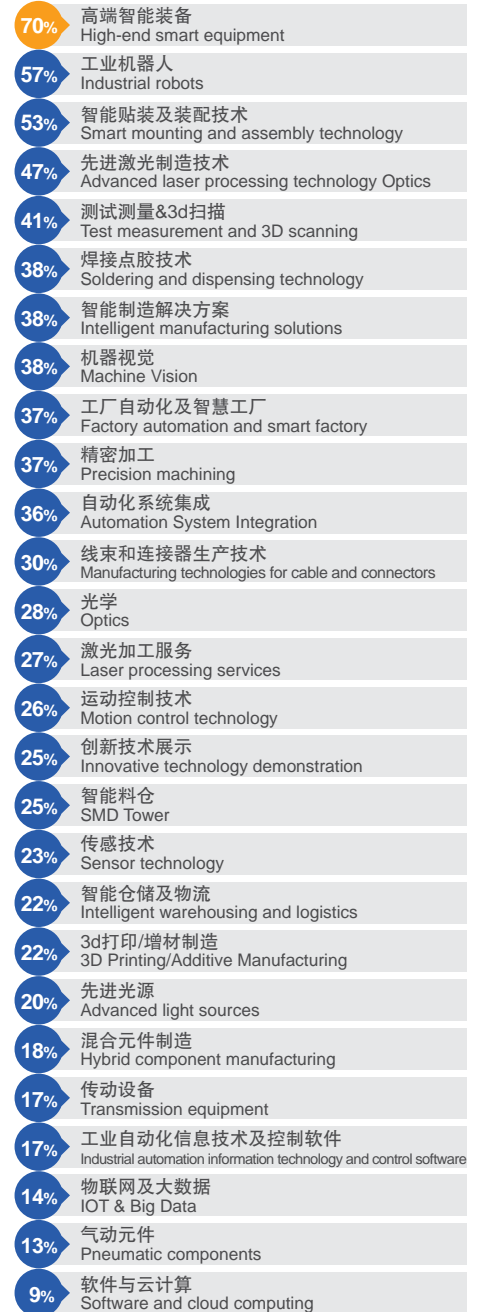 70%
高端智能装备
High-end smart equipment
57%
工业机器人
Industrial robots
53%
智能贴装及装配技术
Smart mounting and assembly technology
47%
先进激光制造技术
Advanced laser processing technology Optics
41%
测试测量&3d扫描
Test measurement and 3D scanning
38%
焊接点胶技术
Soldering and dispensing technology
38%
智能制造解决方案
Intelligent manufacturing solutions
38%
机器视觉
Machine Vision
37%
工厂自动化及智慧工厂
Factory automation and smart factory
37%
精密加工
Precision machining
36%
自动化系统集成
Automation System Integration
30%
线束和连接器生产技术
Manufacturing technologies for cable and connectors
28%
光学
Optics
27%
激光加工服务
Laser processing services
26%
运动控制技术
Motion control technology
25%
创新技术展示
Innovative technology demonstration
25%
智能料仓
SMD Tower
23%
传感技术
Sensor technology
22%
智能仓储及物流
Intelligent warehousing and logistics
22%
3d打印/增材制造
3D Printing/Additive Manufacturing
20%
先进光源
Advanced light sources
18%
混合元件制造
Hybrid component manufacturing
17%
传动设备
Transmission equipment
17%
工业自动化信息技术及控制软件
Industrial automation information technology and control software
14%
物联网及大数据
IOT & Big Data
13%
气动元件
Pneumatic components
9%
软件与云计算
Software and cloud computing